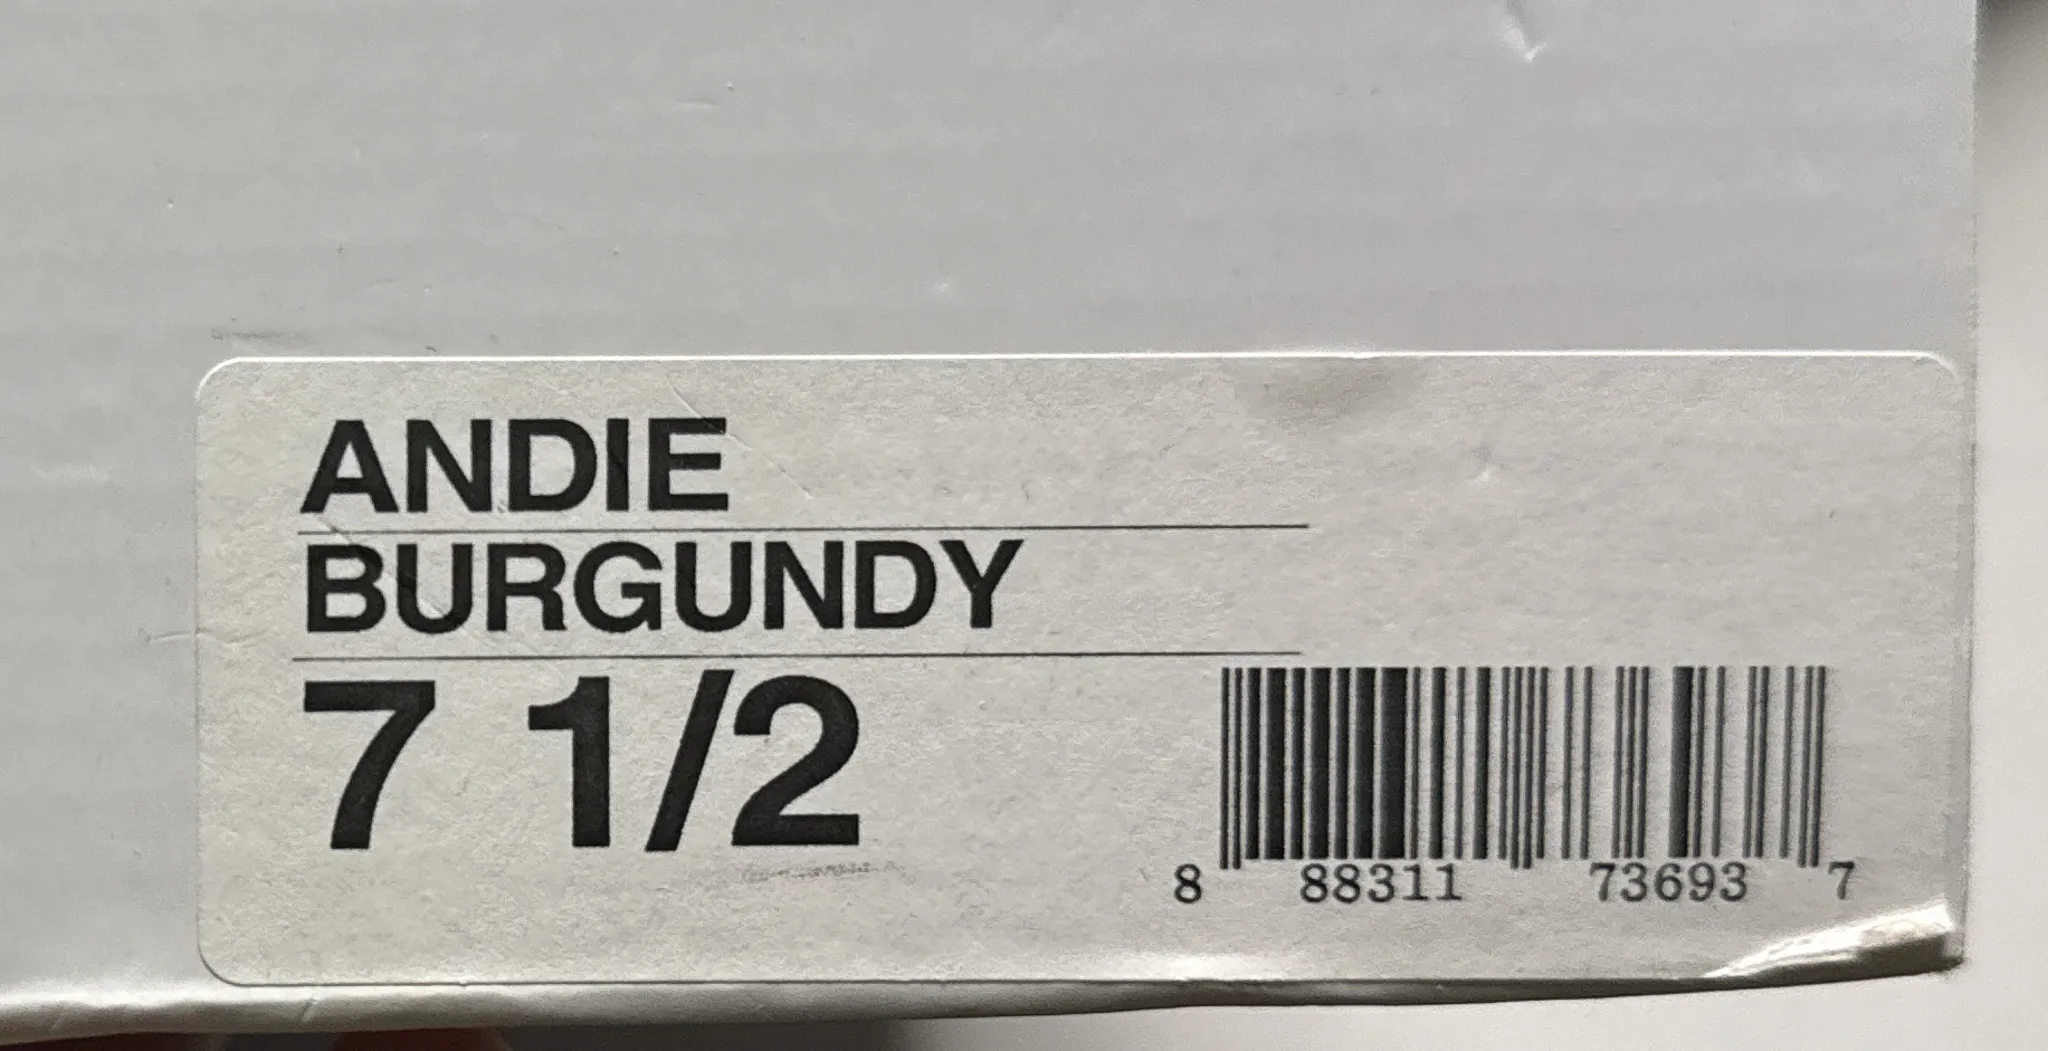 ANDIE
BURGUNDY
7 1/2
8 88311 73693 7